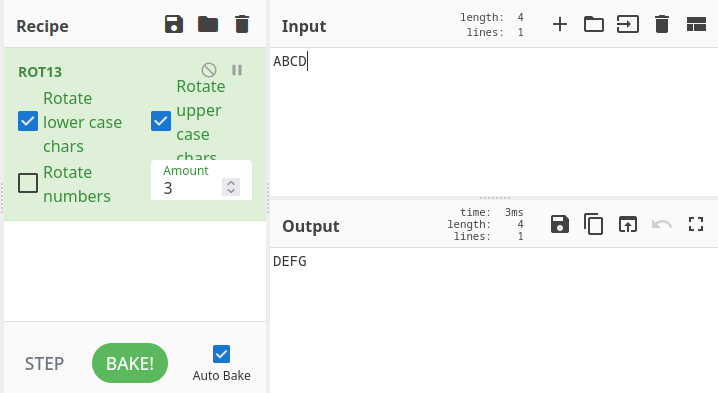 Recipe
ROT13
Rotate
lower case
chars
Rotate
upper
case
chars
Rotate
numbers
Amount
3
STEP
BAKE!
Auto Bake
Input
length: 4
lines: 1
ABCD
Output
time: 3ms
length: 4
lines: 1
DEFG